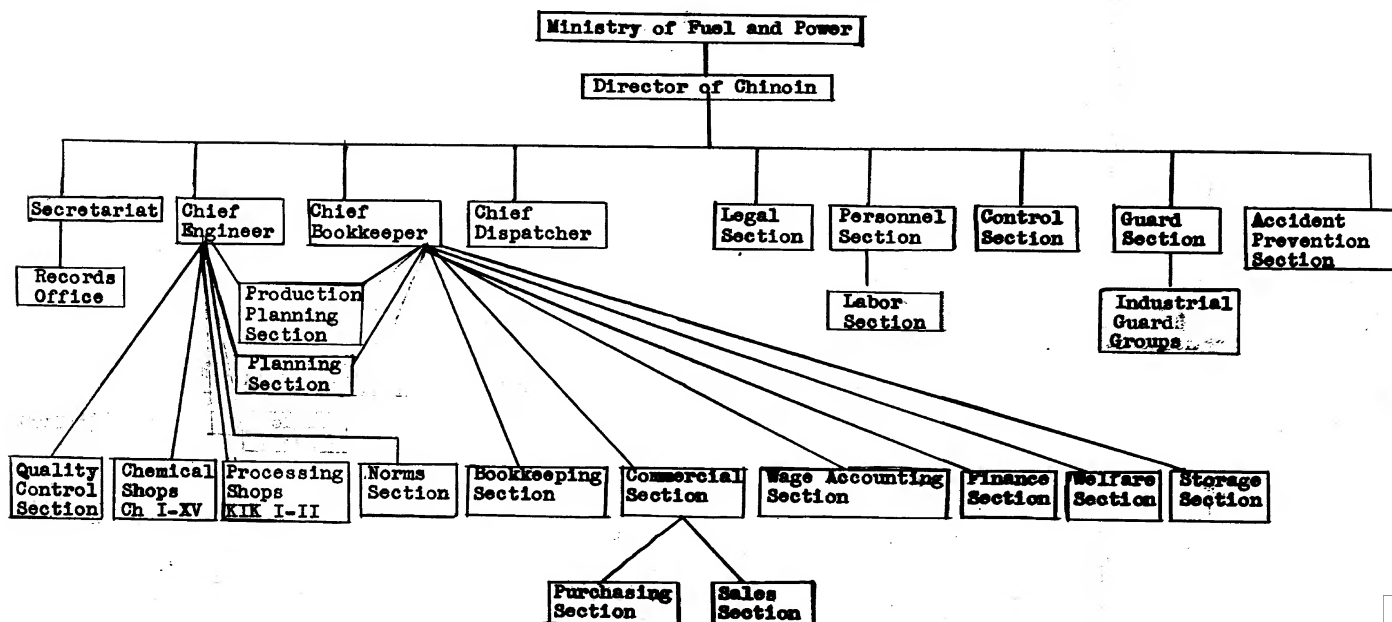 Ministry of Fuel and Power
Director of Chinoin
Secretariat
Chief
Engineer
Chief
Bookkeeper
Chief
Dispatcher
Legal
Section
Personnel
Section
Control
Section
Guard
Section
Accident
Prevention
Section
Records
Office
Production
Planning
Section
Labor
Section
Industrial
Guard
Groups
Planning
Section
Quality
Control
Section
Chemical
Shops
Ch I-XV
Processing
Shops
KIK I-II
Norms
Section
Bookkeeping
Section
Commercial
Section
Wage Accounting
Section
Finance
Section
Welfare
Section
Storage
Section
Purchasing
Section
Sales
Section